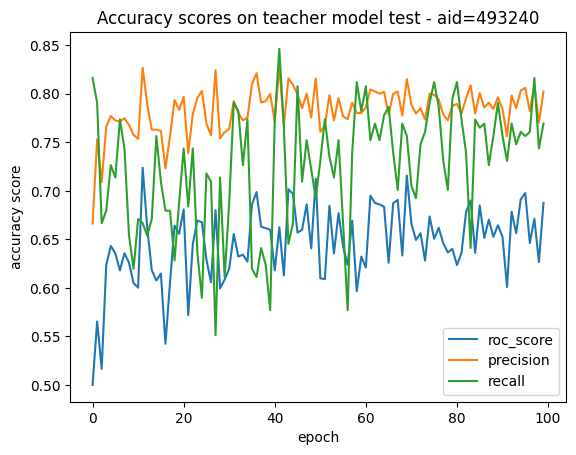 Accuracy scores on teacher model test - aid=493240
accuracy score
0.85
0.80
0.75
0.70
0.65
0.60
0.55
0.50
0
20
40
60
80
100
epoch
roc_score
precision
recall